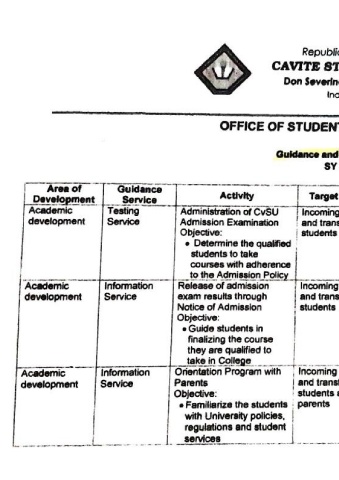 Republi
CAVITE ST
Don Severin
Inc
OFFICE OF STUDENT
Guidance and
SY
Area of Development
Guidance Service
Activity
Target
Academic development
Testing Service
Administration of CvSU
Admission Examination
Objective:
• Determine the qualified
students to take
courses with adherence
to the Admission Policy
Incoming
and trans
students
Academic development
Information Service
Release of admission
exam results through
Notice of Admission
Objective:
• Guide students in
finalizing the course
they are qualified to
take in College
Incoming
and trans
students
Academic development
Information Service
Orientation Program with
Parents
Objective:
• Familiarize the students
with University policies,
regulations and student
services
Incoming
and transf
students a
parents